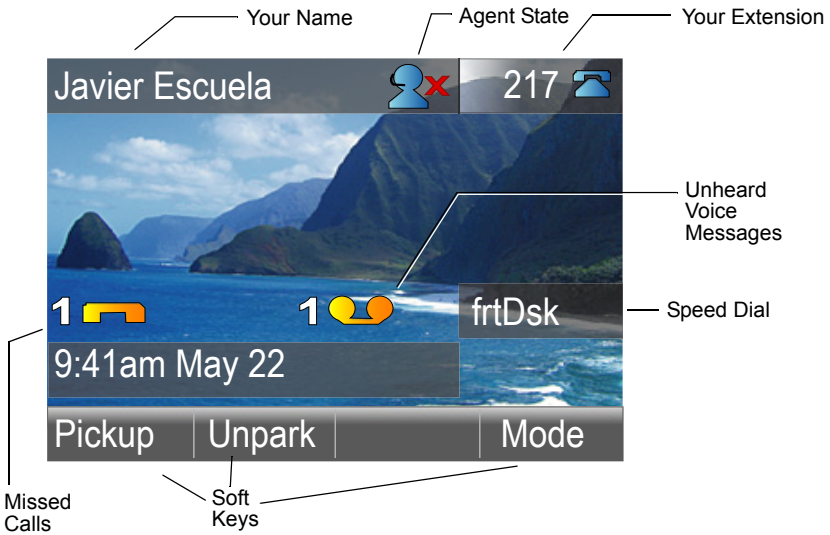 Your Name
Agent State
Your Extension
Javier Escuela
217
Unheard
Voice
Messages
1
1
frtDsk
Speed Dial
9:41am May 22
Pickup
Unpark
Mode
Missed
Calls
Soft
Keys